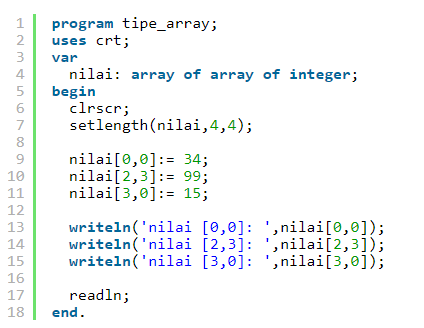 1 program tipe_array;
2 uses crt;
3 var
4   nilai: array of array of integer;
5 begin
6   clrscr;
7   setlength(nilai,4,4);
8
9   nilai[0,0]:= 34;
10   nilai[2,3]:= 99;
11   nilai[3,0]:= 15;
12
13   writeln('nilai [0,0]: ',nilai[0,0]);
14   writeln('nilai [2,3]: ',nilai[2,3]);
15   writeln('nilai [3,0]: ',nilai[3,0]);
16
17   readln;
18 end.